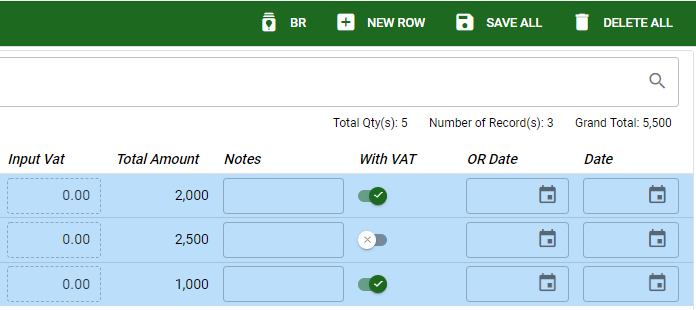 BR NEW ROW SAVE ALL DELETE ALL
Total Qty(s): 5 Number of Record(s): 3 Grand Total: 5,500
Input Vat Total Amount Notes With VAT OR Date Date
0.00 2,000
0.00 2,500
0.00 1,000